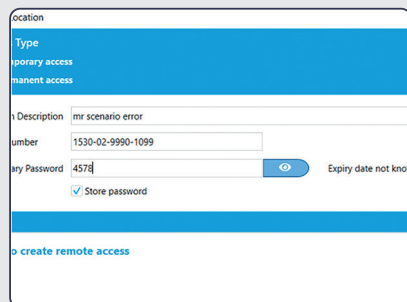 ocation
Type
porary access
manent access
Description mr scenario error
umber 1530-02-9990-1099
ary Password 4578 Expiry date not kno
Store password
o create remote access